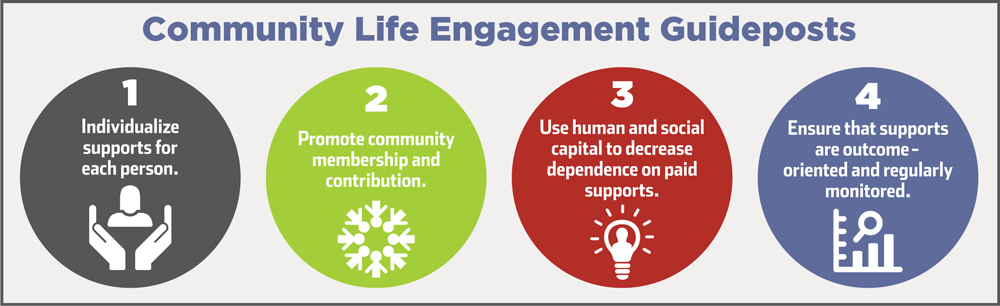 Community Life Engagement Guideposts
1
Individualize
supports for
each person.
2
Promote community
membership and
contribution.
3
Use human and social
capital to decrease
dependence on paid
supports.
4
Ensure that supports
are outcome –
oriented and regularly
monitored.